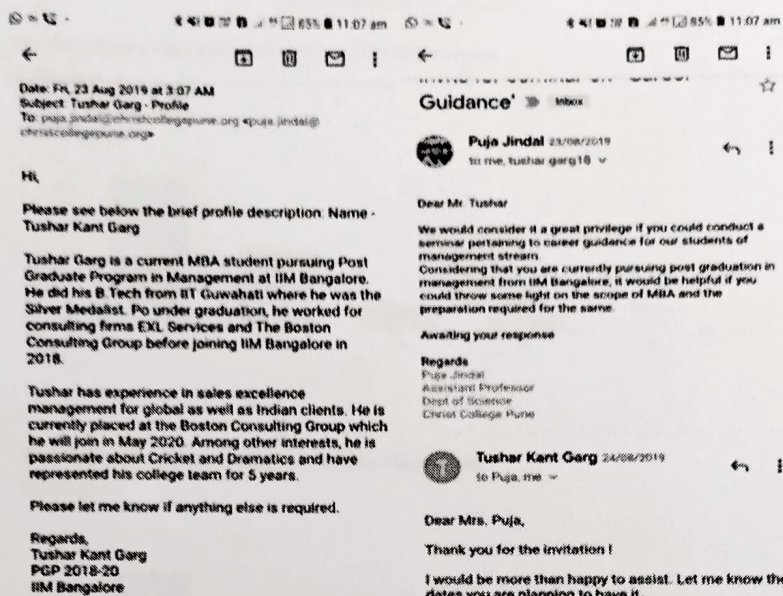 65% 11:07 am
Date: Fri, 23 Aug 2019 at 3:07 AM
Subject: Tushar Garg - Profile
To: puja.jindal@christcollegepune.org <puja.jindal@
christcollegepune.org>
Hi,
Please see below the brief profile description: Name -
Tushar Kant Garg
Tushar Garg is a current MBA student pursuing Post
Graduate Program in Management at IIM Bangalore.
He did his B.Tech from IIT Guwahati where he was the
Silver Medalist. Po under graduation, he worked for
consulting firms EXL Services and The Boston
Consulting Group before joining IIM Bangalore in
2018.
Tushar has experience in sales excellence
management for global as well as Indian clients. He is
currently placed at the Boston Consulting Group which
he will join in May 2020. Among other interests, he is
passionate about Cricket and Dramatics and have
represented his college team for 5 years.
Please let me know if anything else is required.
Regards,
Tushar Kant Garg
PGP 2018-20
IIM Bangalore
85% 11:07 am
Guidance' Inbox
Puja Jindal 23/08/2019
to me, tushar.garg18
Dear Mr. Tushar
We would consider it a great privilege if you could conduct a
seminar pertaining to career guidance for our students of
management stream.
Considering that you are currently pursuing post graduation in
management from IIM Bangalore, it would be helpful if you
could throw some light on the scope of MBA and the
preparation required for the same.
Awaiting your response
Regards
Puja Jindal
Assistant Professor
Dept of Science
Christ College Pune
T
Tushar Kant Garg 24/08/2019
to Puja, me
Dear Mrs. Puja,
Thank you for the invitation !
I would be more than happy to assist. Let me know the
dates you are planning to have it.